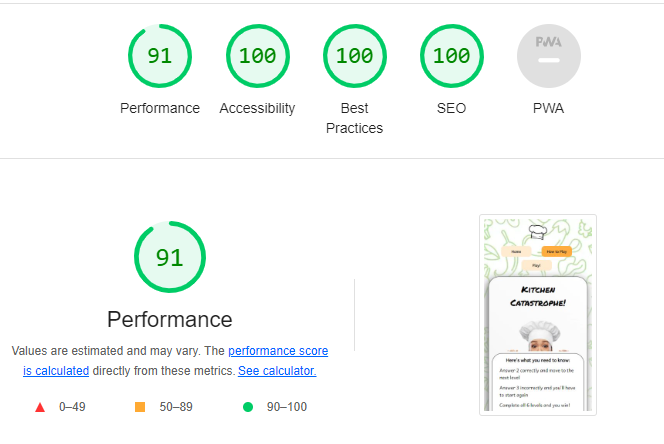 91
100
100
100
PWA
Performance
Accessibility
Best
Practices
SEO
PWA
91
Performance
Values are estimated and may vary. The performance score
is calculated directly from these metrics. See calculator.
0–49
50–89
90–100
Home
How to Play
Play!
Kitchen
Catastrophe!
Here's what you need to know:
Answer 2 correctly and move to the
next level
Answer 3 incorrectly and you'll have
to start again
Complete all 6 levels and you win!